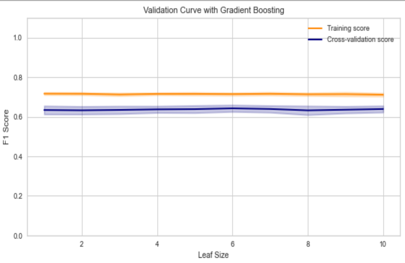 Validation Curve with Gradient Boosting
Training score
Cross-validation score
1.0
0.8
0.6
0.4
0.2
0.0
F1 Score
2 4 6 8 10
Leaf Size